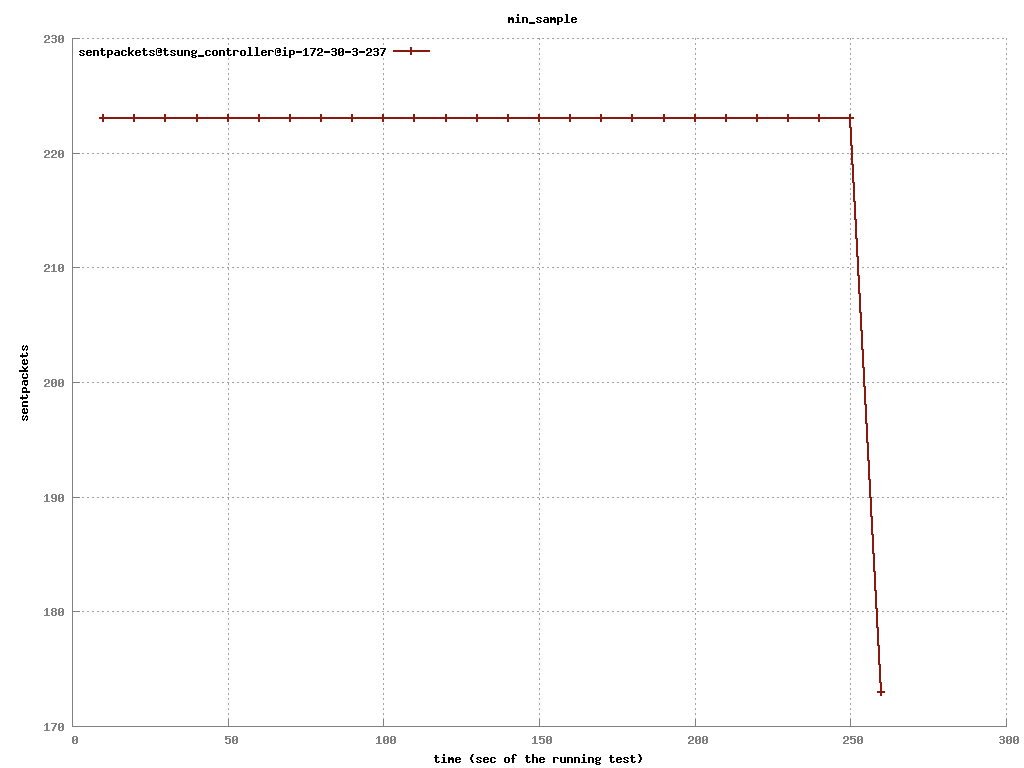 min_sample
230
sentpackets@tsung_controller@ip-172-30-3-237
220
210
200
sentpackets
190
180
170
0 50 100 150 200 250 300
time (sec of the running test)